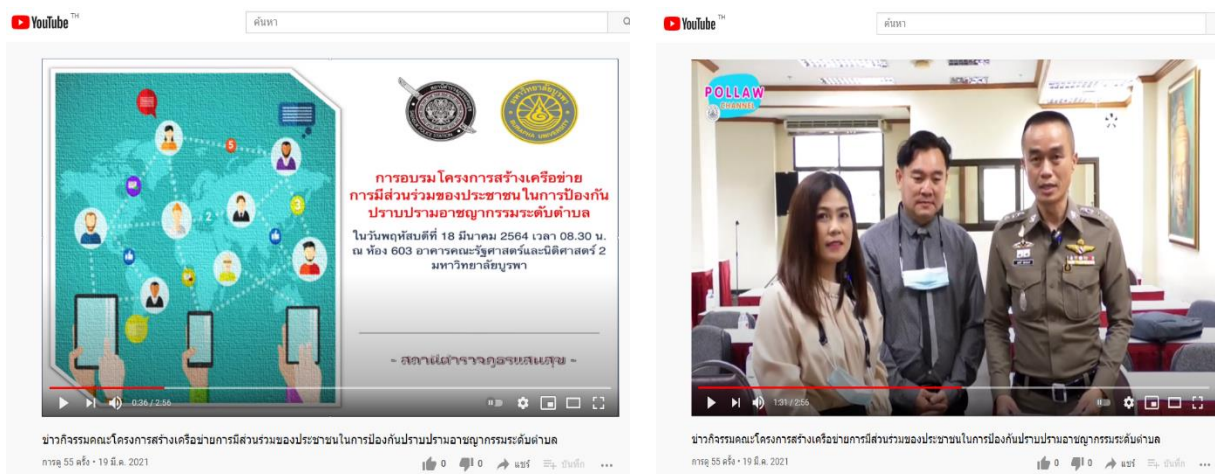 YouTube TH
ค้นหา
BURAPHA UNIVERSITY
การอบรมโครงการสร้างเครือข่าย
การมีส่วนร่วมของประชาชนในการป้องกัน
ปราบปรามอาชญากรรมระดับตำบล
ในวันพฤหัสบดีที่ 18 มีนาคม 2564 เวลา 08.30 น.
ณ ห้อง 603 อาคารคณะรัฐศาสตร์และนิติศาสตร์ 2
มหาวิทยาลัยบูรพา
- สถานีตำรวจภูธรแสนสุข -
5
2
3
0:36 / 2:56
ข่าวกิจกรรมคณะโครงการสร้างเครือข่ายการมีส่วนร่วมของประชาชนในการป้องกันปราบปรามอาชญากรรมระดับตำบล
การดู 55 ครั้ง • 19 มี.ค. 2021
0 0 แชร์ บันทึก
YouTube TH
ค้นหา
POLLAW
CHANNEL
1:31 / 2:56
ข่าวกิจกรรมคณะโครงการสร้างเครือข่ายการมีส่วนร่วมของประชาชนในการป้องกันปราบปรามอาชญากรรมระดับตำบล
การดู 55 ครั้ง • 19 มี.ค. 2021
0 0 แชร์ บันทึก